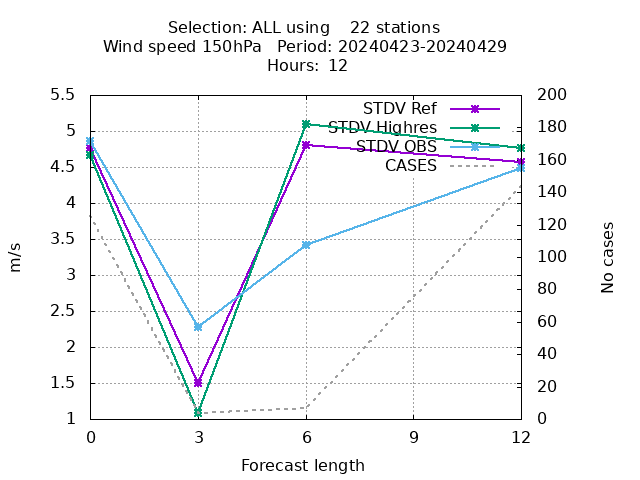 Selection: ALL using    22 stations
Wind speed 150hPa   Period: 20240423-20240429
Hours:  12
STDV Ref
STDV Highres
STDV OBS
CASES
5.5
5
4.5
4
3.5
3
2.5
2
1.5
1
200
180
160
140
120
100
80
60
40
20
0
m/s
No cases
0 3 6 9 12
Forecast length